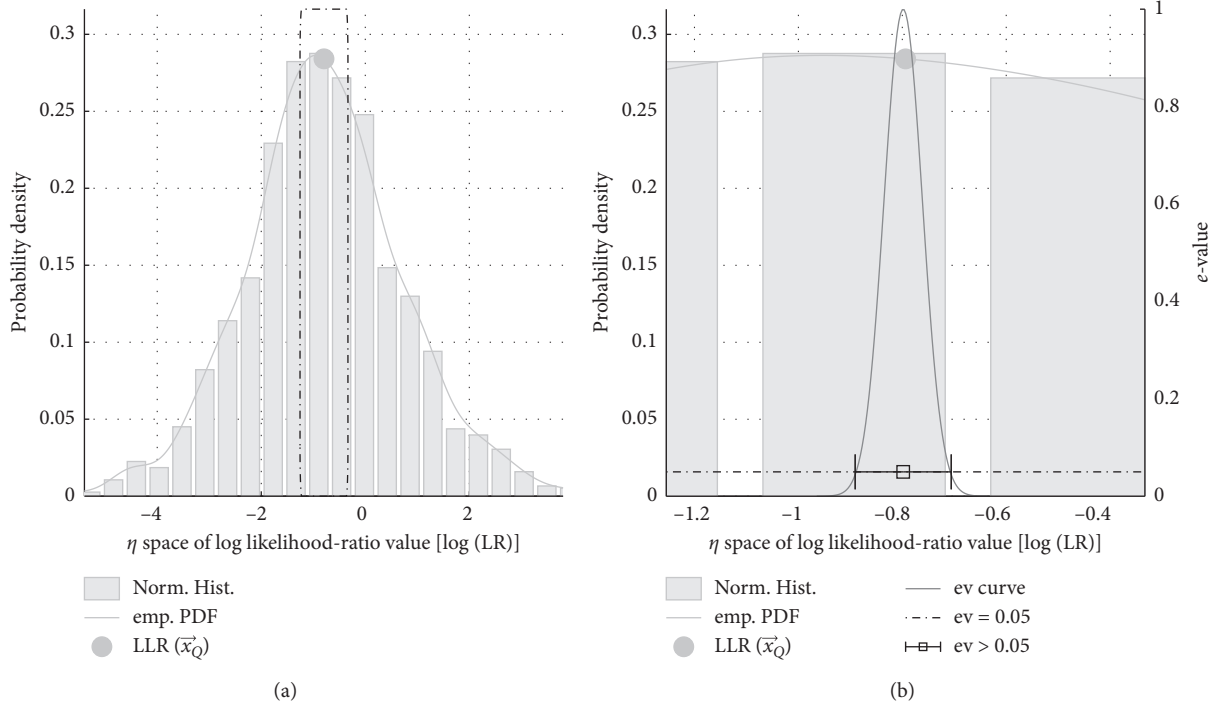 0.3
0.25
0.2
0.15
0.1
0.05
0
Probability density
–4
–2
0
2
η space of log likelihood-ratio value [log (LR)]
Norm. Hist.
emp. PDF
LLR (x⃗_Q)
(a)
0.3
0.25
0.2
0.15
0.1
0.05
0
Probability density
1
0.8
0.6
0.4
0.2
0
e-value
–1.2
–1
–0.8
–0.6
–0.4
η space of log likelihood-ratio value [log (LR)]
Norm. Hist.
emp. PDF
LLR (x⃗_Q)
ev curve
ev = 0.05
ev > 0.05
(b)